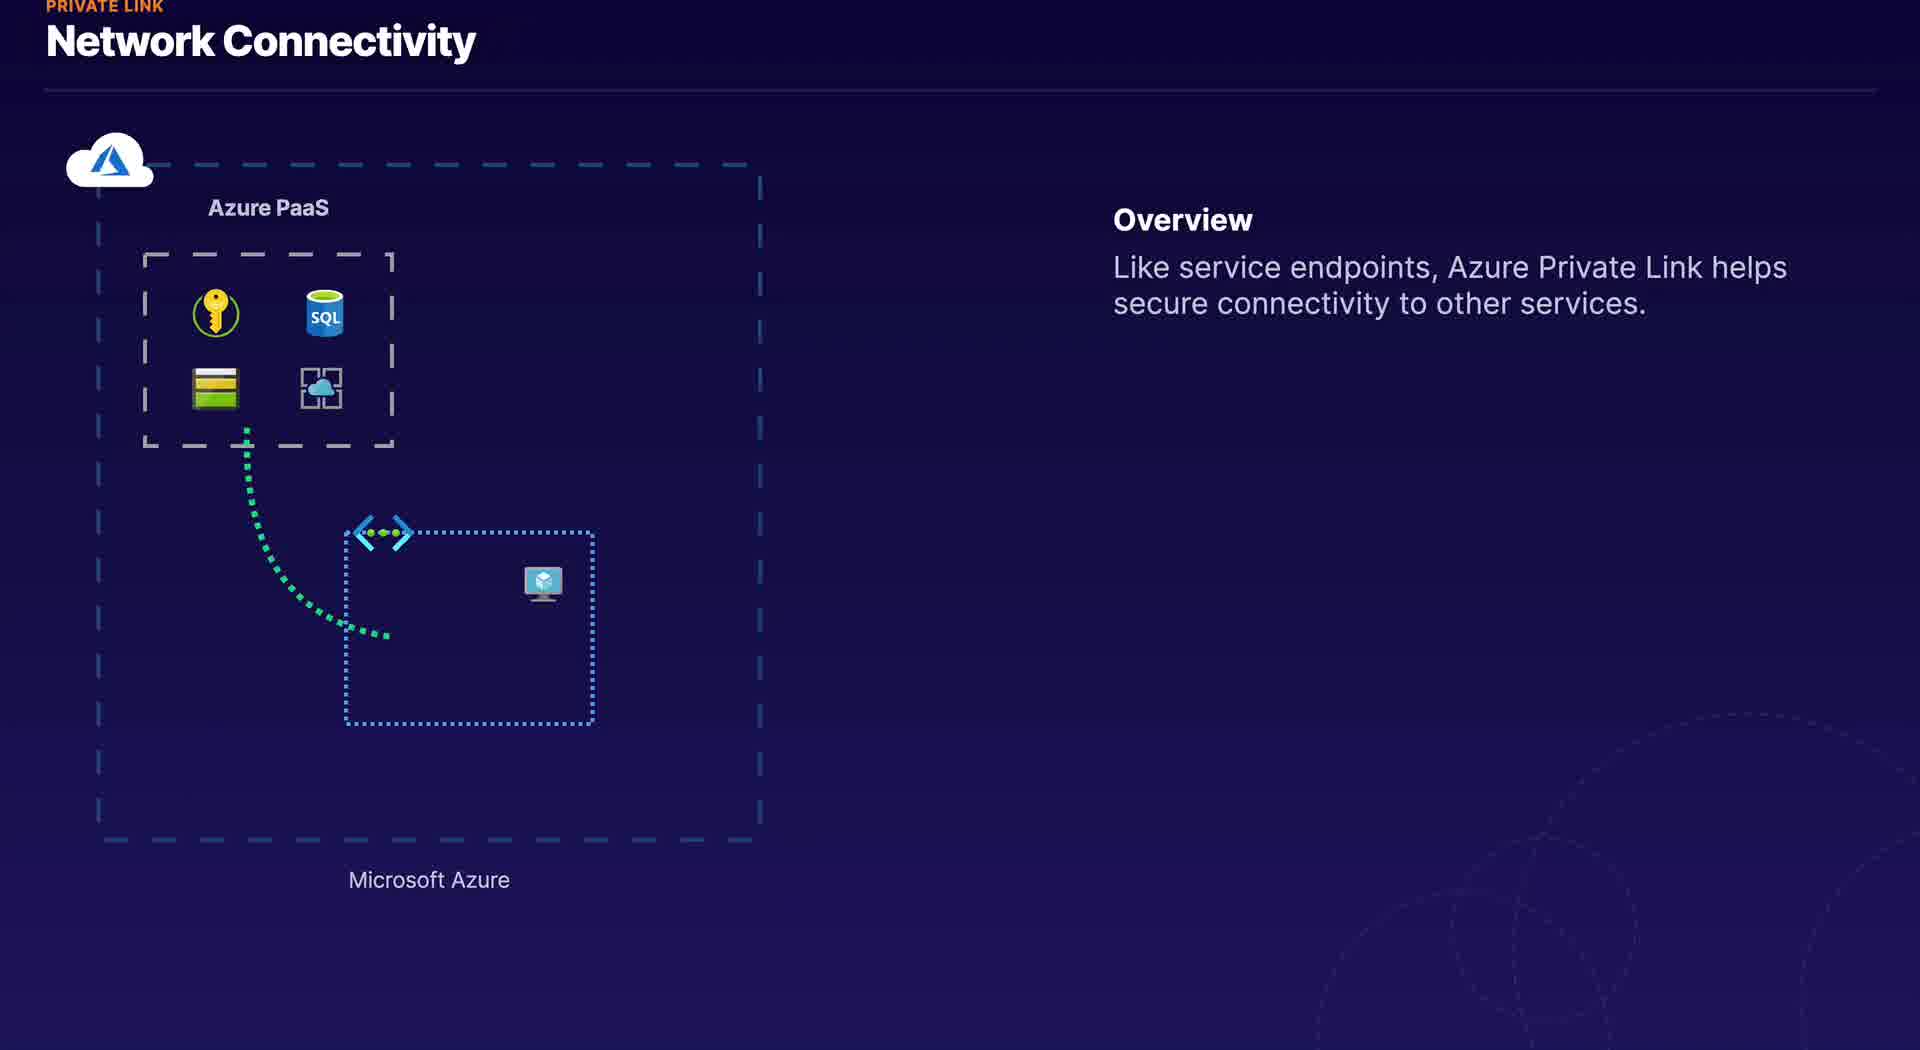 PRIVATE LINK
Network Connectivity
Azure PaaS
SQL
Microsoft Azure
Overview
Like service endpoints, Azure Private Link helps
secure connectivity to other services.